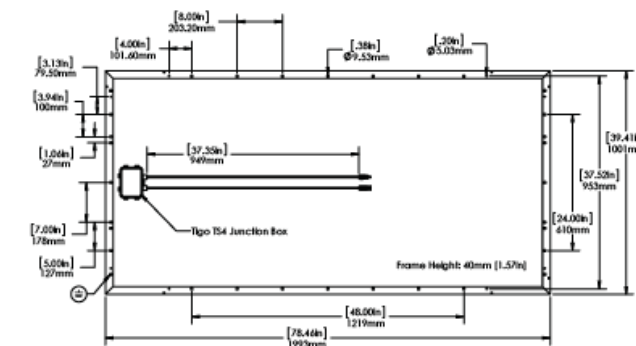 [8.00in]
203.20mm
[4.00in]
101.60mm
[.38in]
Ø9.53mm
[.20in]
Ø5.03mm
[3.13in]
79.50mm
[3.94in]
100mm
[1.06in]
27mm
[37.35in]
949mm
[39.41in]
1001m
[37.52in]
953mm
[24.00in]
610mm
[7.00in]
178mm
Tigo TS4 Junction Box
[5.00in]
127mm
Frame Height: 40mm [1.57in]
[48.00in]
1219mm
[78.46in]
1993mm